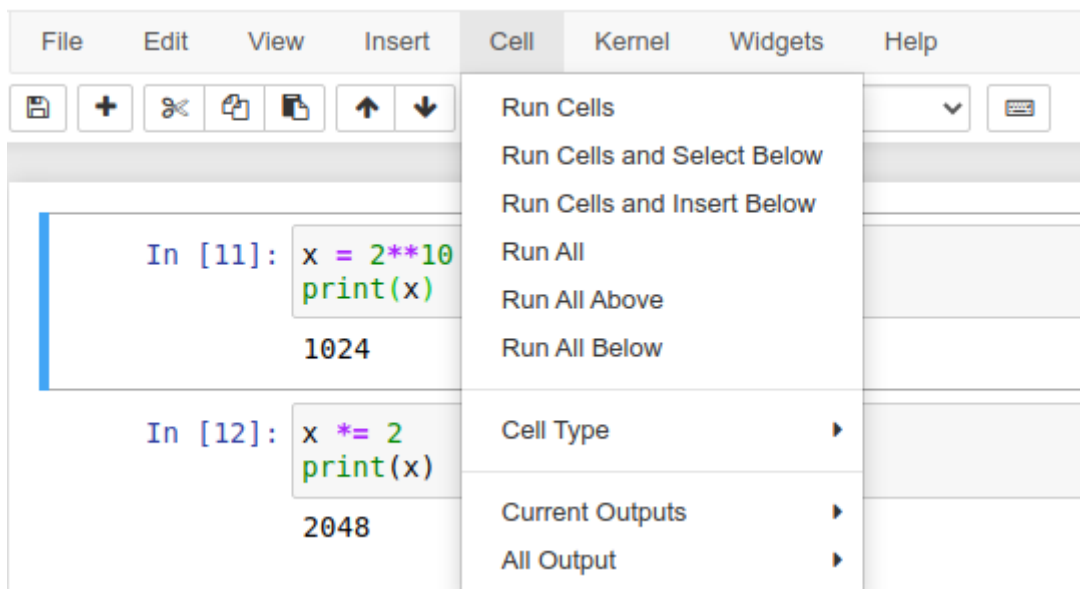 File Edit View Insert Cell Kernel Widgets Help
Run Cells
Run Cells and Select Below
Run Cells and Insert Below
Run All
Run All Above
Run All Below
Cell Type
Current Outputs
All Output
In [11]: x = 2**10
print(x)
1024
In [12]: x *= 2
print(x)
2048